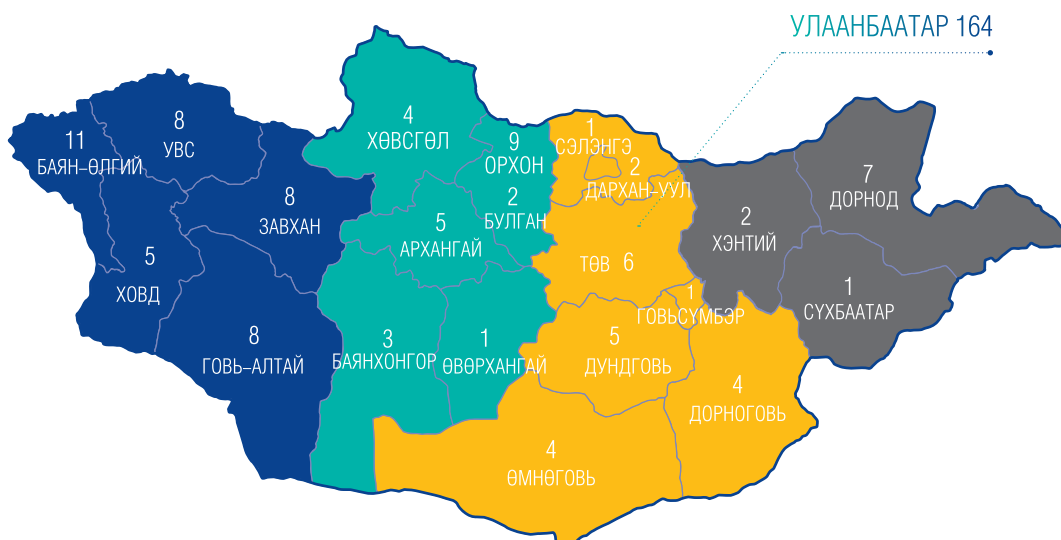 УЛААНБААТАР 164
11
БАЯН–ӨЛГИЙ
8
УВС
8
ЗАВХАН
5
ХОВД
8
ГОВЬ–АЛТАЙ
4
ХӨВСГӨЛ
9
ОРХОН
2
БУЛГАН
5
АРХАНГАЙ
3
БАЯНХОНГОР
1
ӨВӨРХАНГАЙ
1
СЭЛЭНГЭ
2
ДАРХАН–УУЛ
ТӨВ 6
1
ГОВЬСҮМБЭР
5
ДУНДГОВЬ
4
ДОРНОГОВЬ
4
ӨМНӨГОВЬ
2
ХЭНТИЙ
7
ДОРНОД
1
СҮХБААТАР